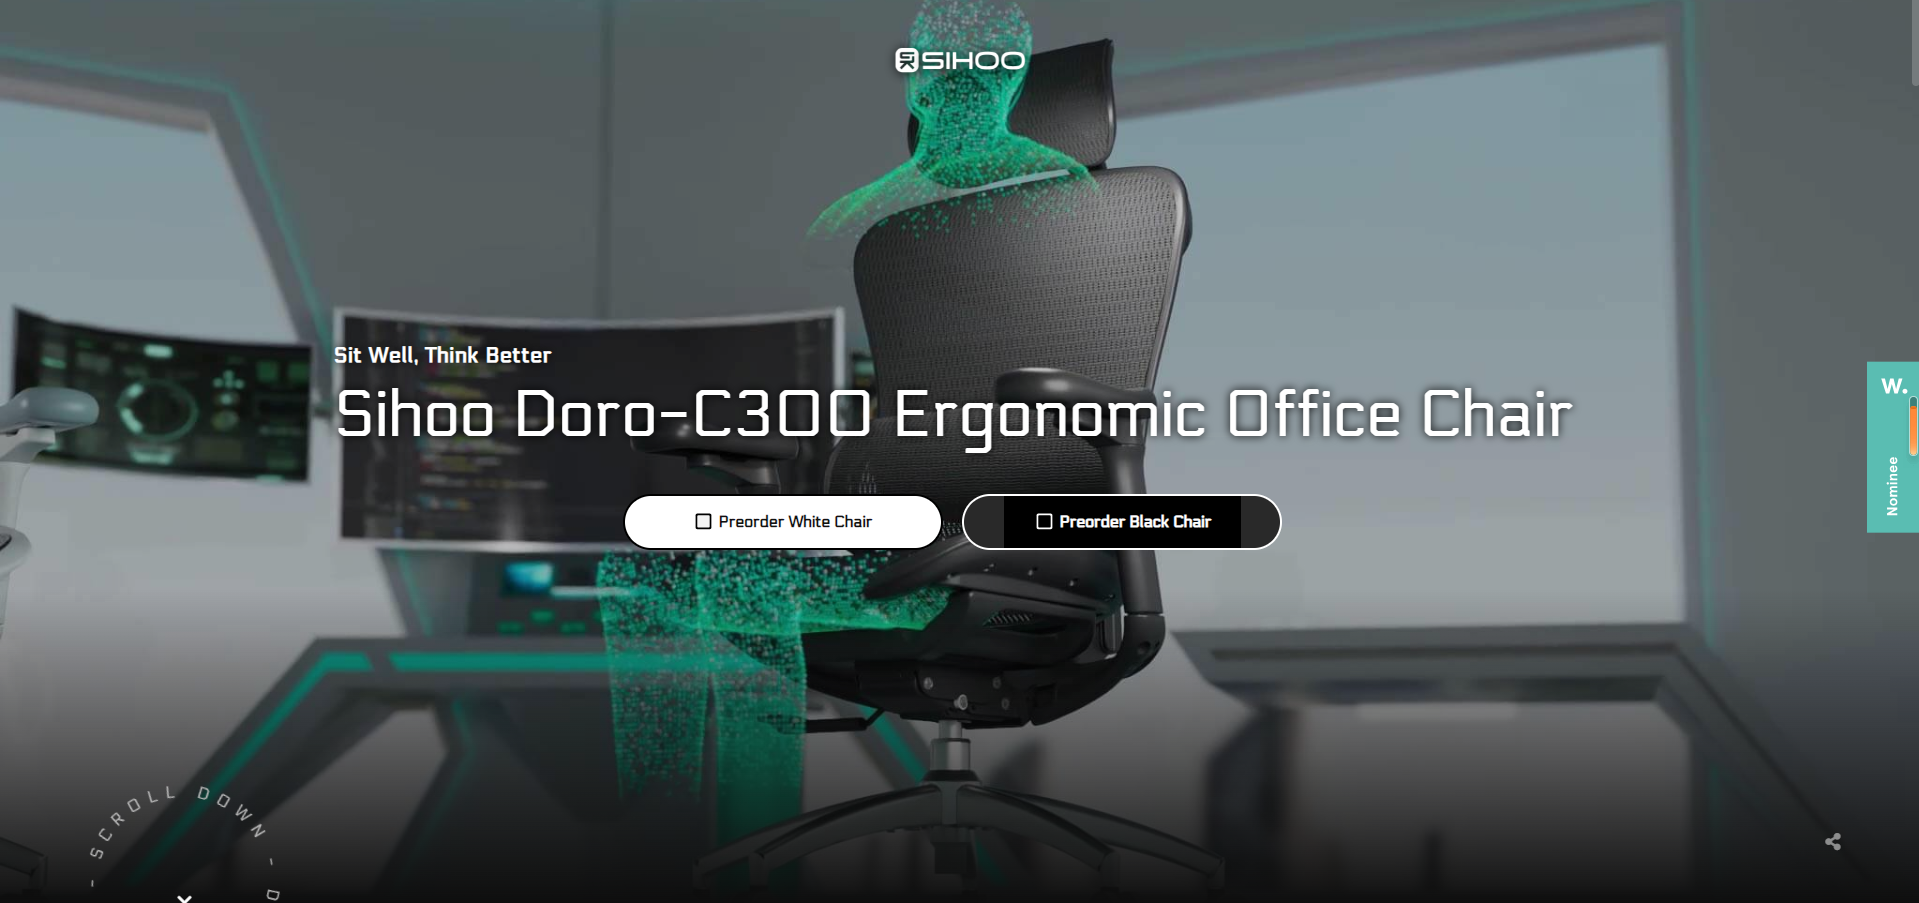 SIHOO
Sit Well, Think Better
Sihoo Doro-C300 Ergonomic Office Chair
Preorder White Chair
Preorder Black Chair
W.
Nominee
- SCROLL DOWN - D